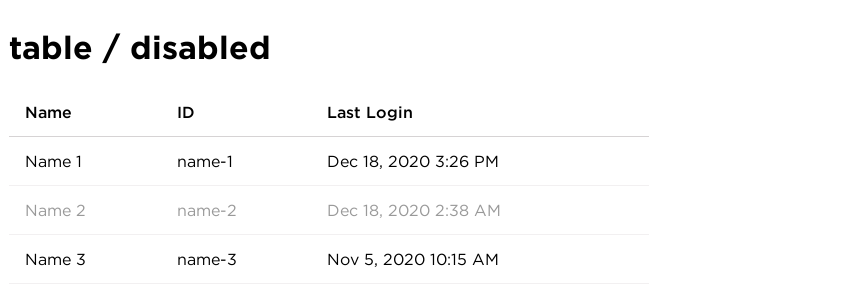 table / disabled
Name ID Last Login
Name 1 name-1 Dec 18, 2020 3:26 PM
Name 2 name-2 Dec 18, 2020 2:38 AM
Name 3 name-3 Nov 5, 2020 10:15 AM